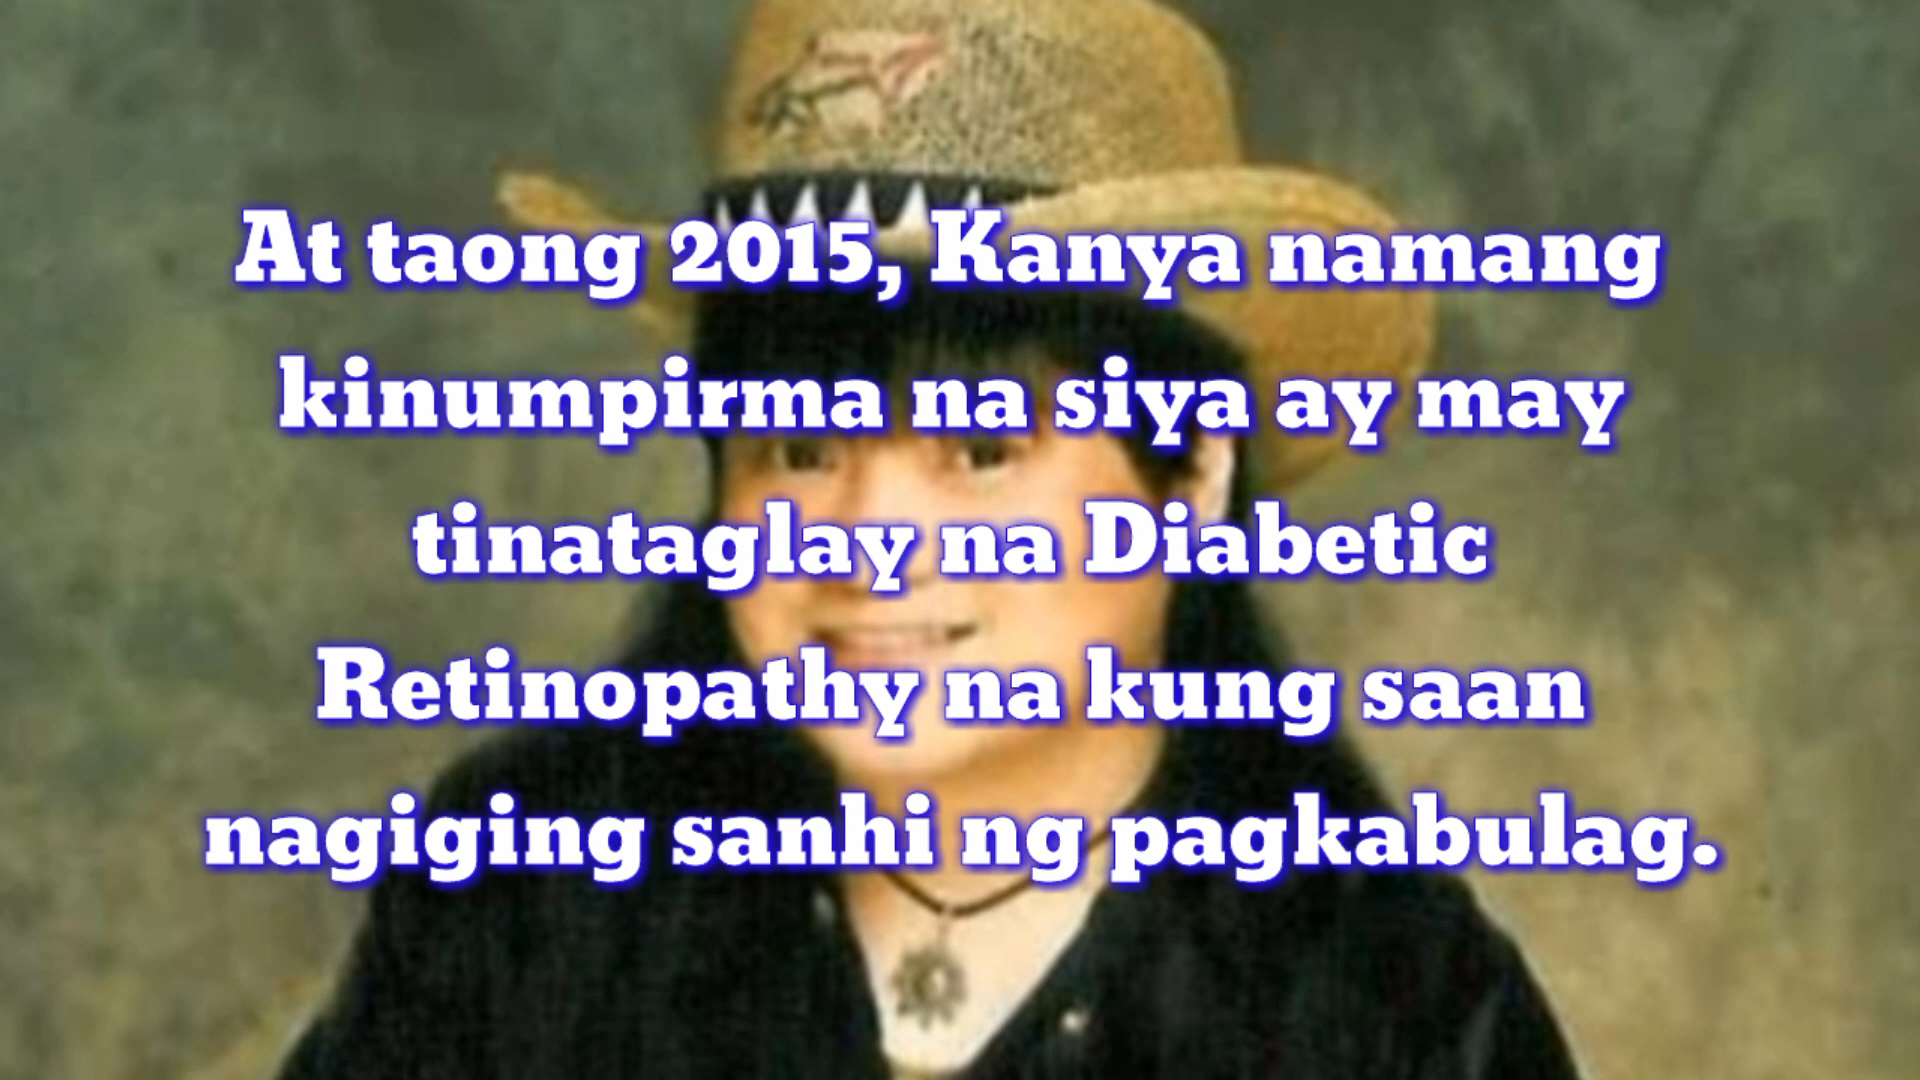 At taong 2015, Kanya namang
kinumpirma na siya ay may
tinataglay na Diabetic
Retinopathy na kung saan
nagiging sanhi ng pagkabulag.